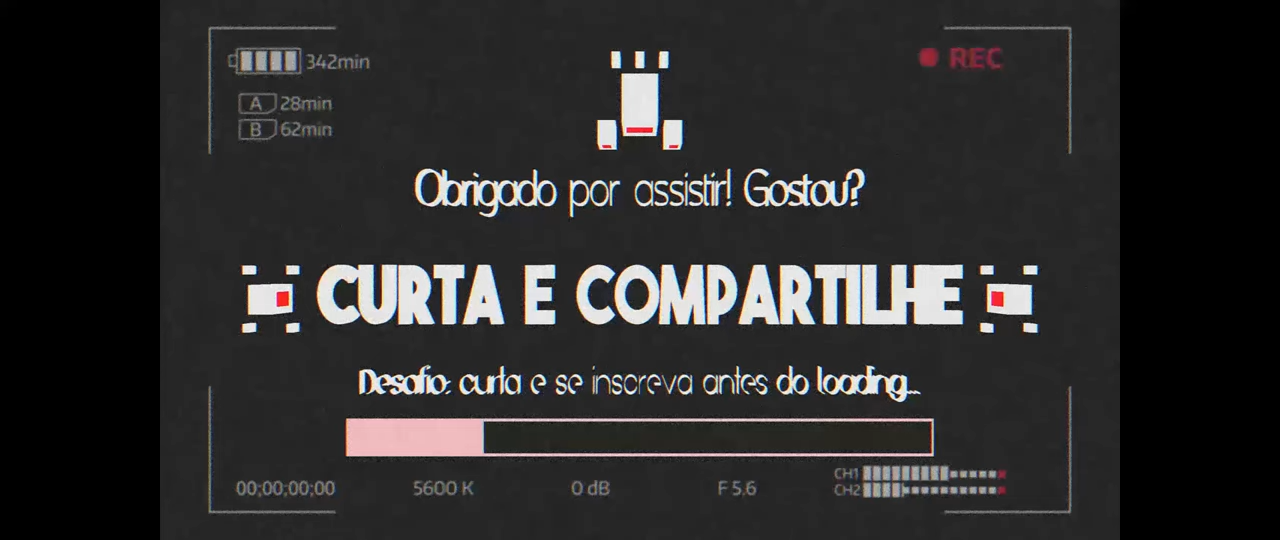 342min
REC
A 28min
B 62min
Obrigado por assistir! Gostou?
CURTA E COMPARTILHE
Desafio: curta e se inscreva antes do loading...
00;00;00;00 5600 K 0 dB F 5.6
CH1
CH2